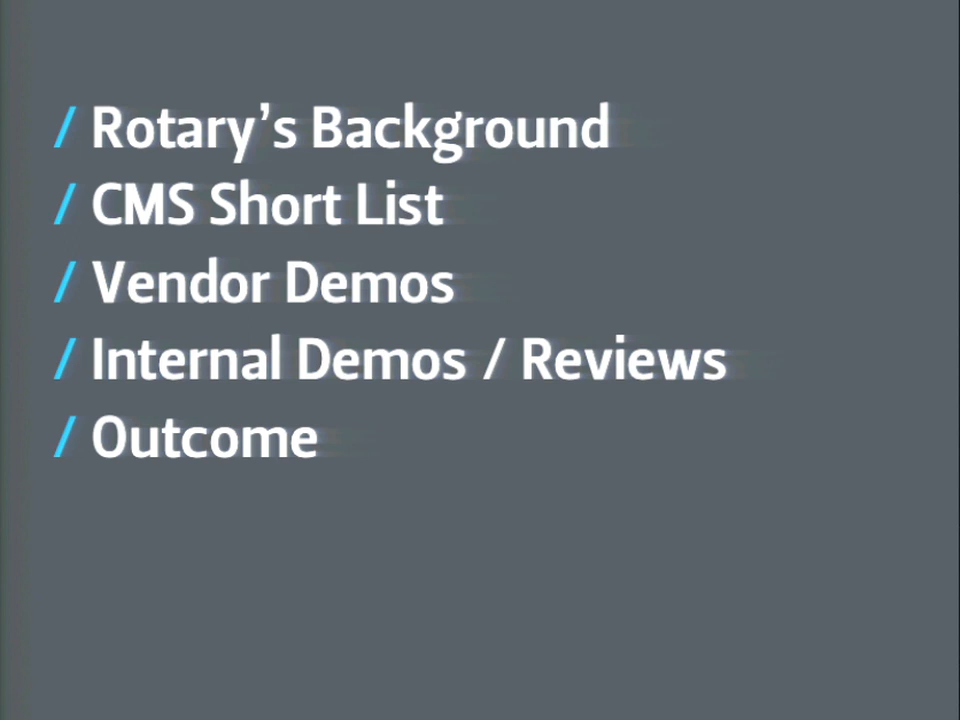 / Rotary’s Background
/ CMS Short List
/ Vendor Demos
/ Internal Demos / Reviews
/ Outcome